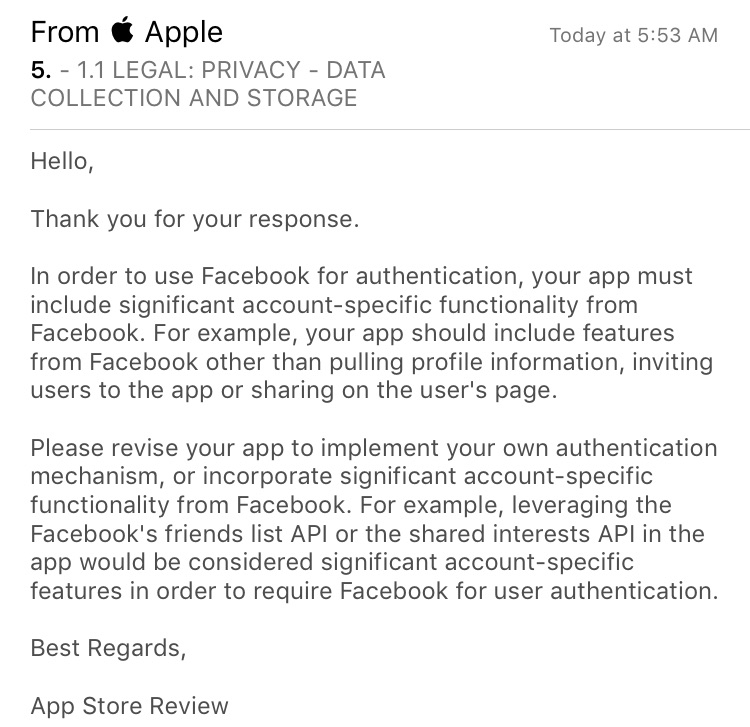 From Apple
Today at 5:53 AM
5. - 1.1 LEGAL: PRIVACY - DATA
COLLECTION AND STORAGE
Hello,
Thank you for your response.
In order to use Facebook for authentication, your app must
include significant account-specific functionality from
Facebook. For example, your app should include features
from Facebook other than pulling profile information, inviting
users to the app or sharing on the user's page.
Please revise your app to implement your own authentication
mechanism, or incorporate significant account-specific
functionality from Facebook. For example, leveraging the
Facebook's friends list API or the shared interests API in the
app would be considered significant account-specific
features in order to require Facebook for user authentication.
Best Regards,
App Store Review